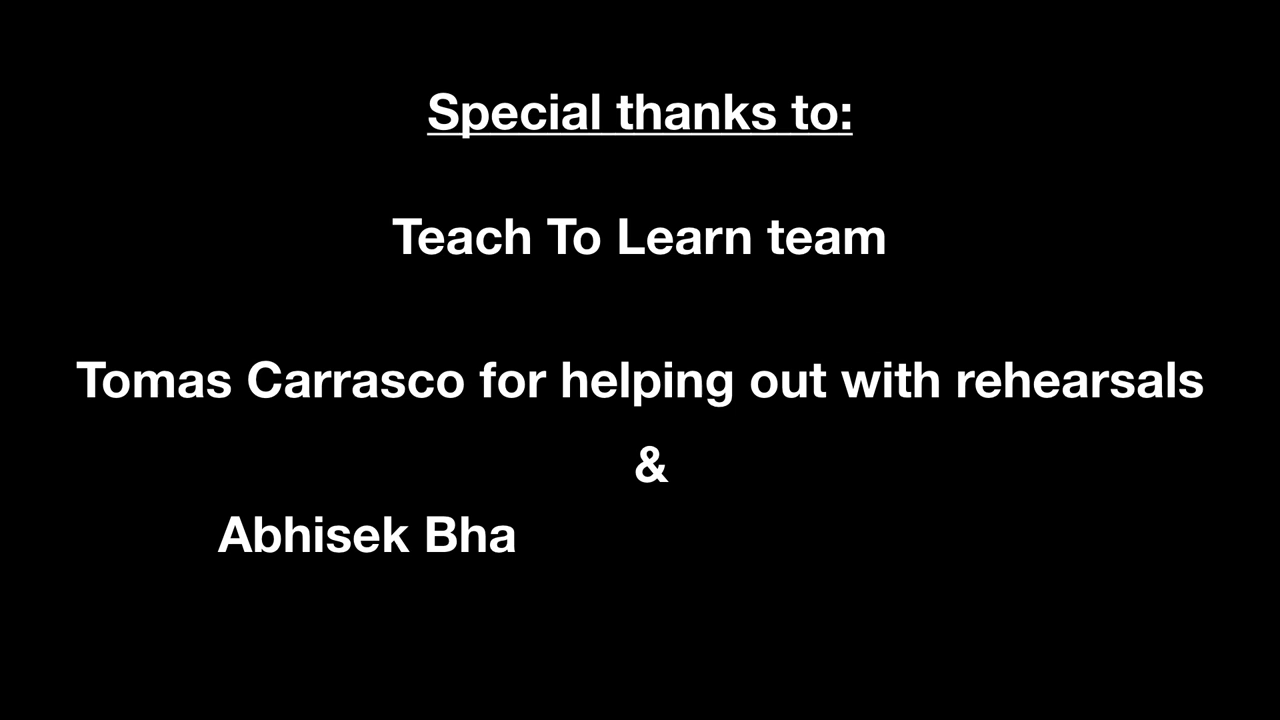 Special thanks to:
Teach To Learn team
Tomas Carrasco for helping out with rehearsals
&
Abhisek Bha